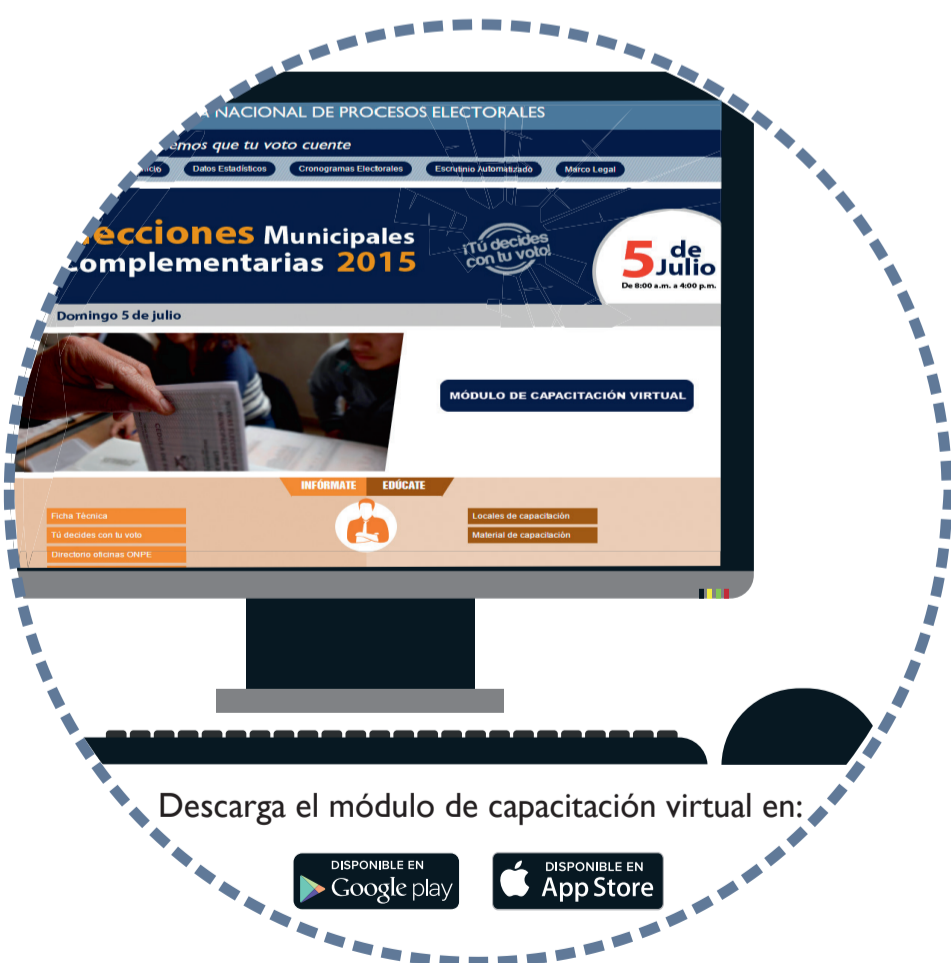 NACIONAL DE PROCESOS ELECTORALES
que tu voto cuente
Datos Estadísticos
Cronogramas Electorales
Escrutinio Automatizado
Marco Legal
ecciones Municipales
omplementarias 2015
¡Tú decides
con tu voto!
5 de
Julio
De 8:00 a.m. a 4:00 p.m.
Domingo 5 de julio
MÓDULO DE CAPACITACIÓN VIRTUAL
INFÓRMATE
EDÚCATE
Ficha Técnica
Tú decides con tu voto
Directorio oficinas ONPE
Locales de capacitación
Material de capacitación
Descarga el módulo de capacitación virtual en:
DISPONIBLE EN
Google play
DISPONIBLE EN
App Store